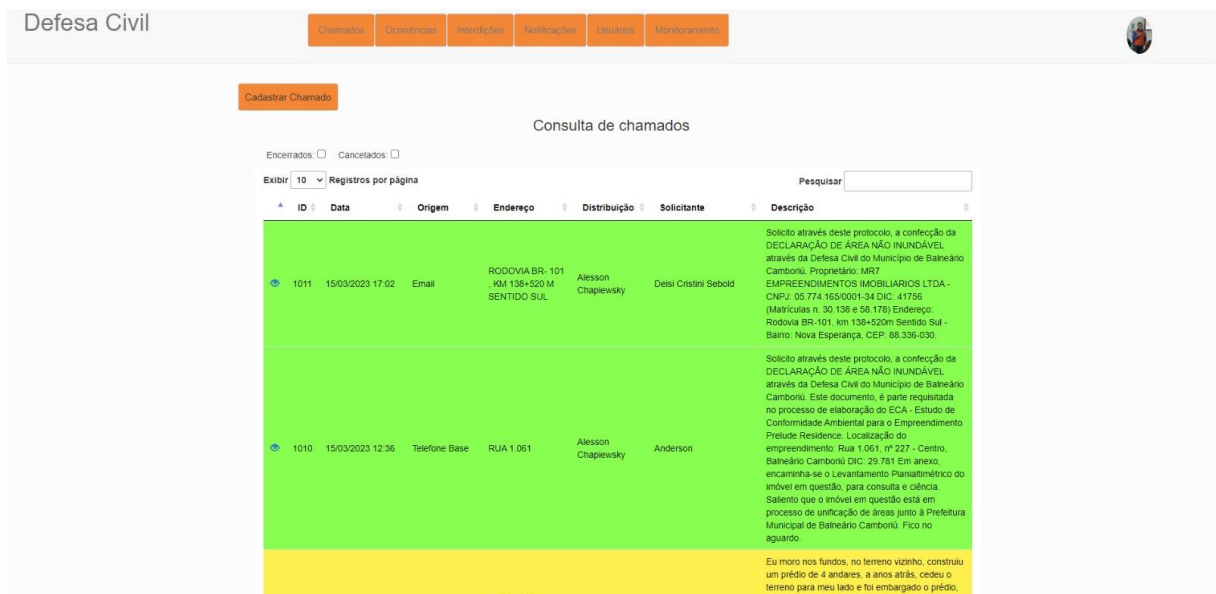 Defesa Civil
Chamados Ocorrências Interdições Notificações Usuários Monitoramento
Cadastrar Chamado
Consulta de chamados
Encerrados: Cancelados:
Exibir 10 Registros por página
Pesquisar
ID Data Origem Endereço Distribuição Solicitante Descrição
1011 15/03/2023 17:02 Email
RODOVIA BR- 101
, KM 138+520 M
SENTIDO SUL
Alesson
Chapiewsky
Deisi Cristini Sebold
Solicito através deste protocolo, a confecção da
DECLARAÇÃO DE ÁREA NÃO INUNDÁVEL
através da Defesa Civil do Município de Balneário
Camboriú. Proprietário: MR7
EMPREENDIMENTOS IMOBILIARIOS LTDA -
CNPJ: 05.774.165/0001-34 DIC: 41756
(Matrículas n. 30.138 e 58.178) Endereço:
Rodovia BR-101, km 138+520m Sentido Sul -
Bairro: Nova Esperança, CEP: 88.336-030.
1010 15/03/2023 12:36 Telefone Base RUA 1.061
Alesson
Chapiewsky
Anderson
Solicito através deste protocolo, a confecção da
DECLARAÇÃO DE ÁREA NÃO INUNDÁVEL
através da Defesa Civil do Município de Balneário
Camboriú. Este documento, é parte requisitada
no processo de elaboração do ECA - Estudo de
Conformidade Ambiental para o Empreendimento
Prelude Residence. Localização do
empreendimento: Rua 1.061, nº 227 - Centro,
Balneário Camboriú DIC: 29.781 Em anexo,
encaminha-se o Levantamento Planialtimétrico do
imóvel em questão, para consulta e ciência.
Saliento que o imóvel em questão está em
processo de unificação de áreas junto à Prefeitura
Municipal de Balneário Camboriú. Fico no
aguardo.
Eu moro nos fundos, no terreno vizinho, construiu
um prédio de 4 andares, a anos atrás, cedeu o
terreno para meu lado e foi embargado o prédio,